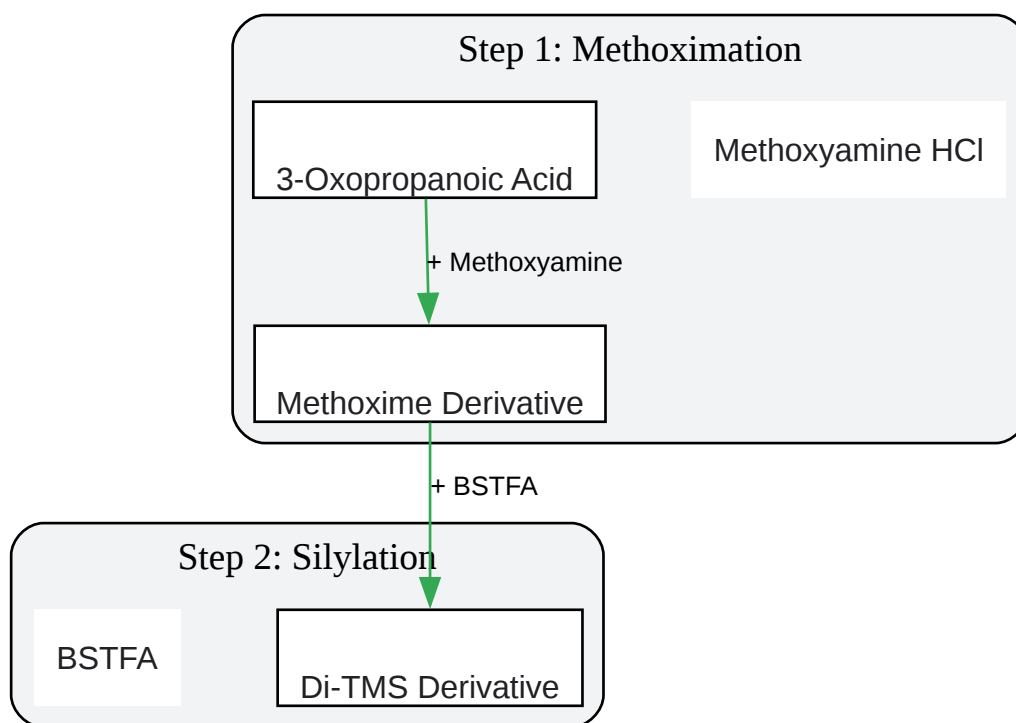 Step 1: Methoximation
3-Oxopropanoic Acid
Methoxyamine HCl
+ Methoxyamine
Methoxime Derivative
+ BSTFA
Step 2: Silylation
BSTFA
Di-TMS Derivative